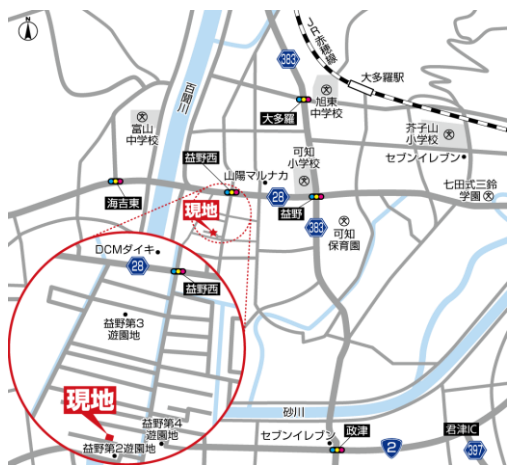 N
JR赤穂線
383
大多羅駅
百間川
旭東
中学校
大多羅
富山
中学校
芥子山
小学校
可知
小学校
益野西
山陽マルナカ
セブンイレブン
七田式三鈴
学園
海吉東
28
益野
現地
383
可知
保育園
DCMダイキ
28
益野西
益野第3
遊園地
現地
益野第4
遊園地
益野第2遊園地
砂川
セブンイレブン
政津
2
君津IC
397